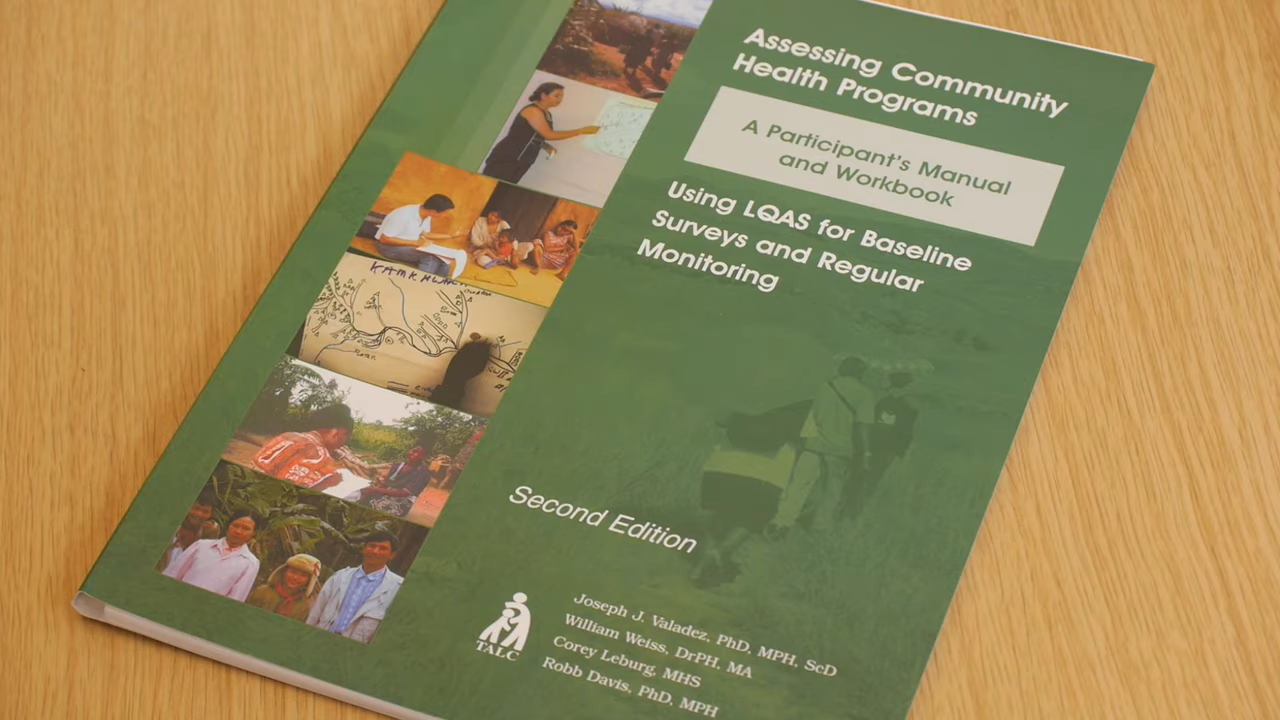 Assessing Community
Health Programs
A Participant's Manual
and Workbook
Using LQAS for Baseline
Surveys and Regular
Monitoring
Second Edition
TALC
Joseph J. Valadez, PhD, MPH, ScD
William Weiss, DrPH, MA
Corey Leburg, MHS
Robb Davis, PhD, MPH